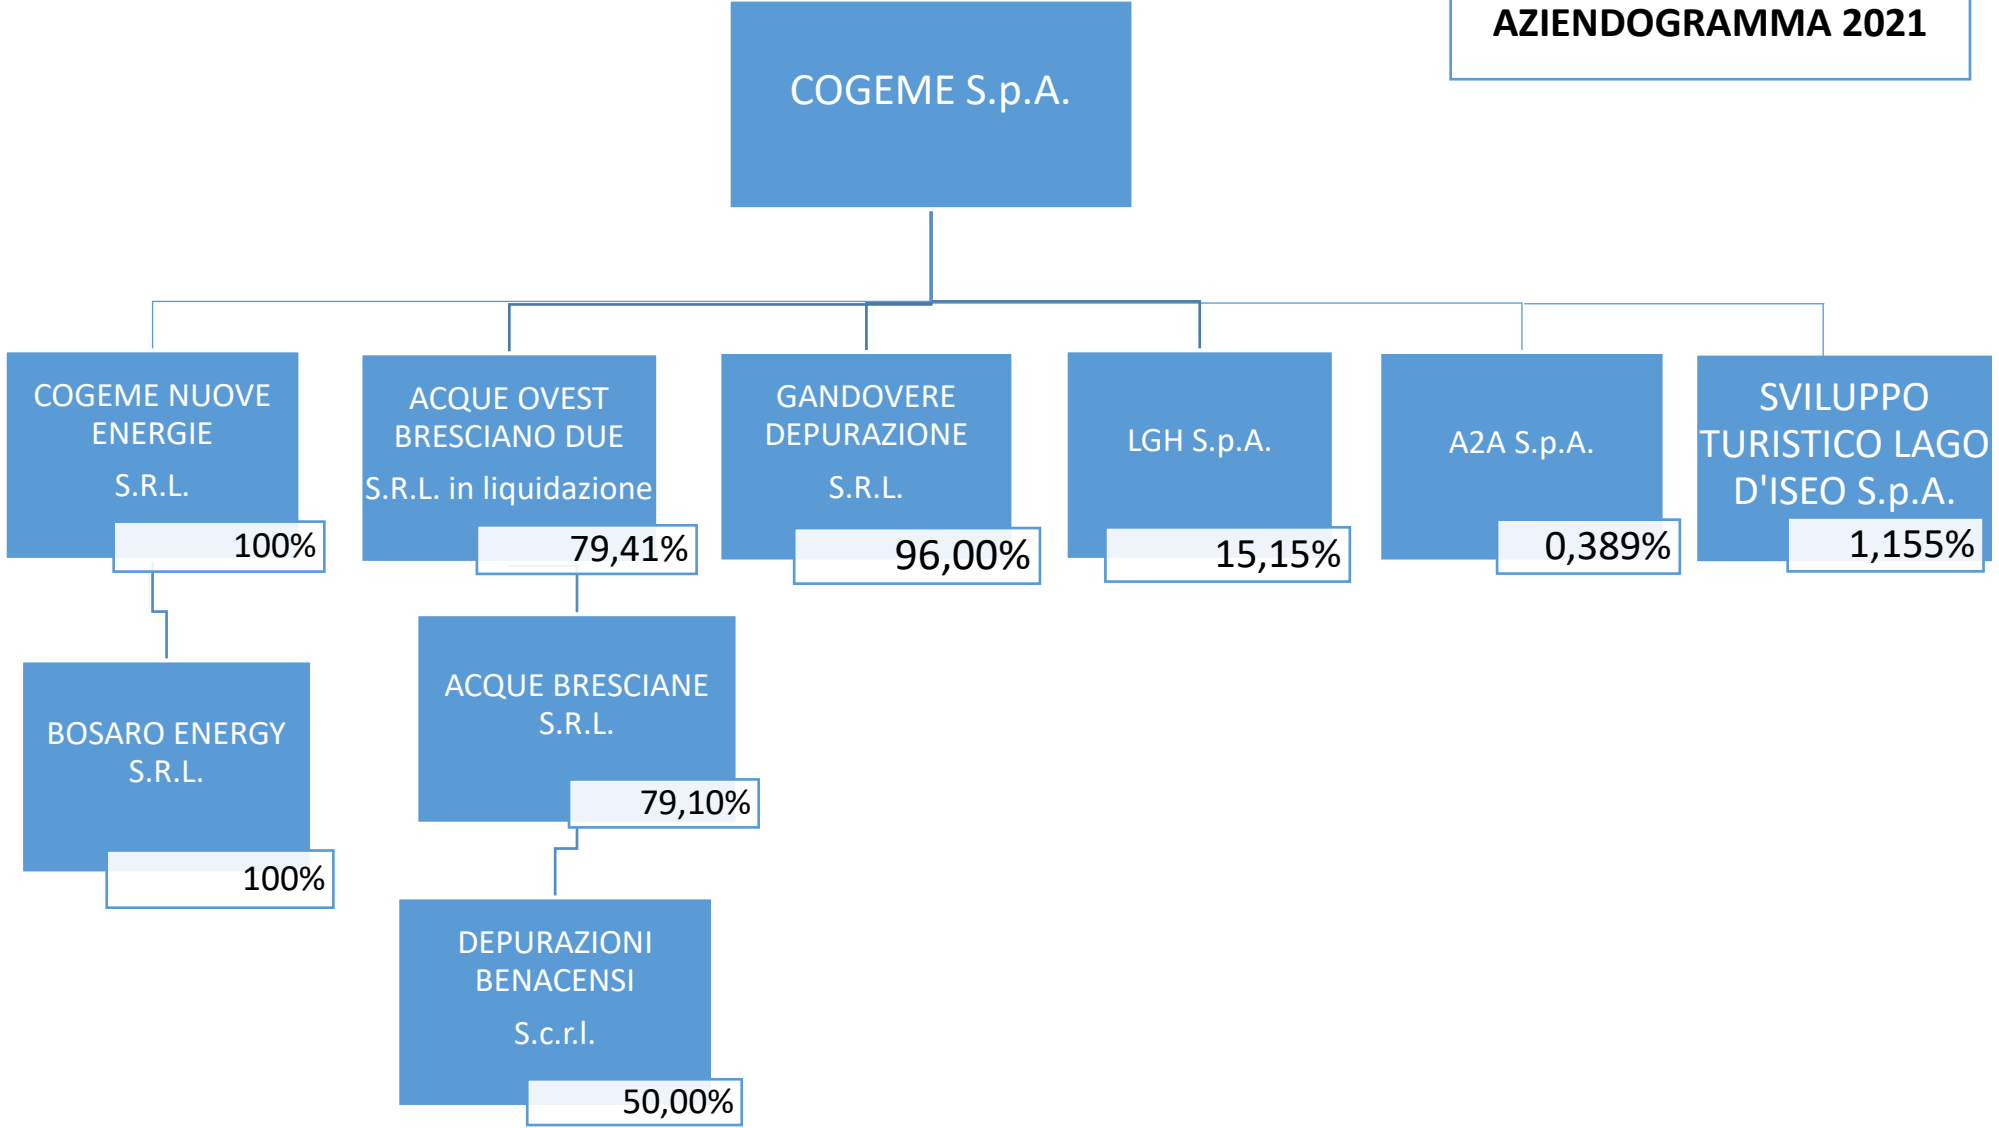 AZIENDOGRAMMA 2021
COGEME S.p.A.
COGEME NUOVE
ENERGIE
S.R.L.
100%
ACQUE OVEST
BRESCIANO DUE
S.R.L. in liquidazione
79,41%
GANDOVERE
DEPURAZIONE
S.R.L.
96,00%
LGH S.p.A.
15,15%
A2A S.p.A.
0,389%
SVILUPPO
TURISTICO LAGO
D'ISEO S.p.A.
1,155%
BOSARO ENERGY
S.R.L.
100%
ACQUE BRESCIANE
S.R.L.
79,10%
DEPURAZIONI
BENACENSI
S.c.r.l.
50,00%